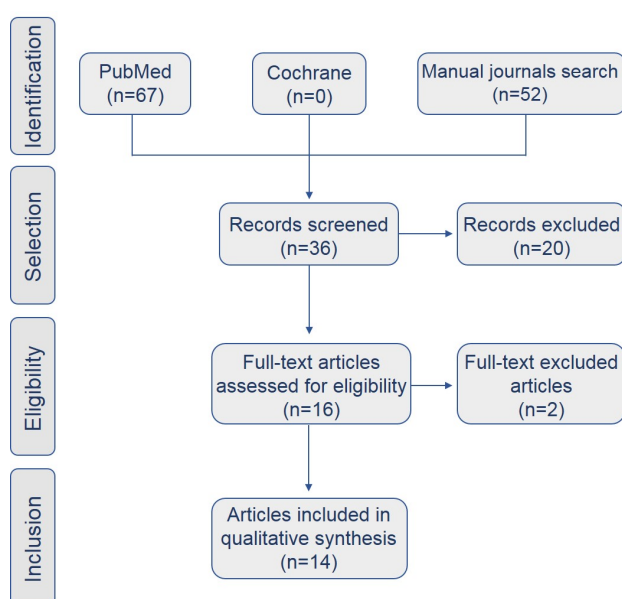 Identification
PubMed
(n=67)
Cochrane
(n=0)
Manual journals search
(n=52)
Selection
Records screened
(n=36)
Records excluded
(n=20)
Eligibility
Full-text articles
assessed for eligibility
(n=16)
Full-text excluded
articles
(n=2)
Inclusion
Articles included in
qualitative synthesis
(n=14)